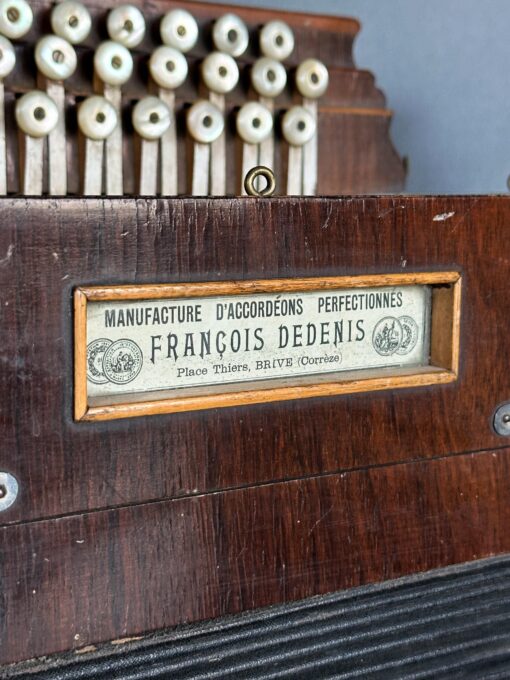 MANUFACTURE D'ACCORDÉONS PERFECTIONNÉS
FRANÇOIS DEDENIS
Place Thiers, BRIVE (Corrèze)